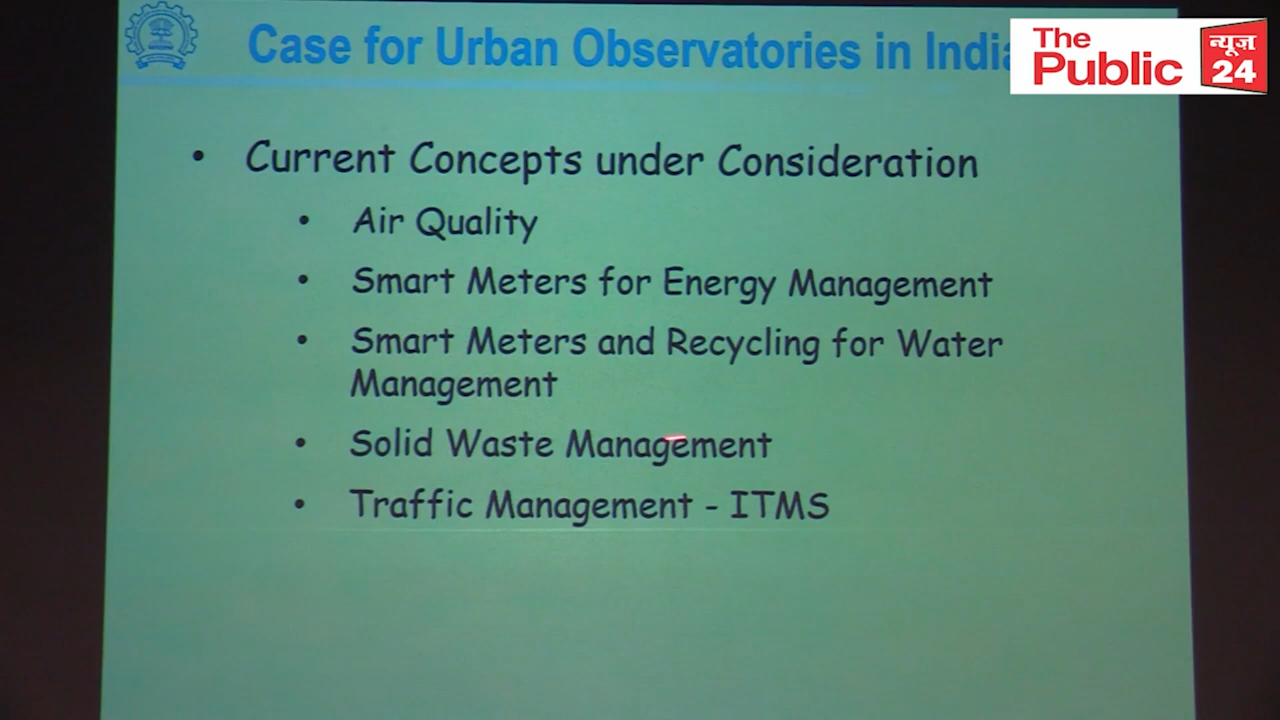 Case for Urban Observatories in India
The
Public
न्यूज़
24
• Current Concepts under Consideration
• Air Quality
• Smart Meters for Energy Management
• Smart Meters and Recycling for Water
Management
• Solid Waste Management
• Traffic Management - ITMS